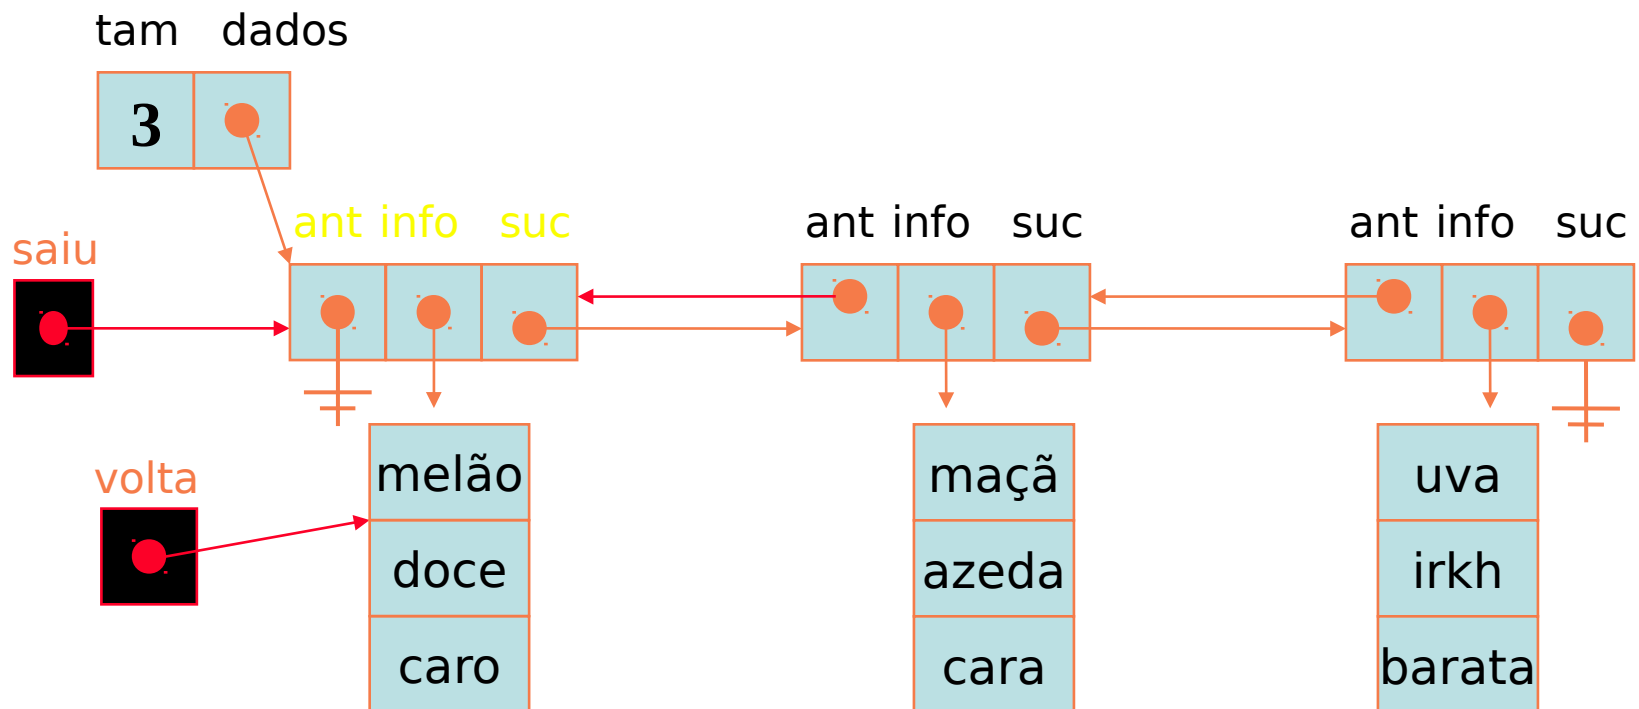 tam dados
3
ant info suc ant info suc ant info suc
saiu
melão maçã uva
volta
doce azeda irkh
caro cara barata